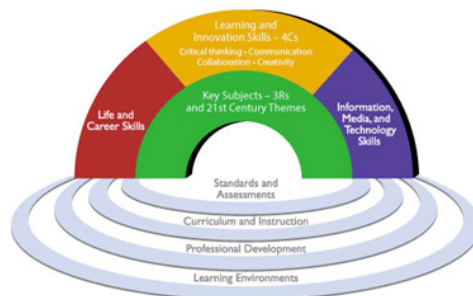 Learning and
Innovation Skills – 4Cs
Critical thinking • Communication
Collaboration • Creativity
Key Subjects – 3Rs
and 21st Century Themes
Life and
Career Skills
Information,
Media, and
Technology
Skills
Standards and
Assessments
Curriculum and Instruction
Professional Development
Learning Environments